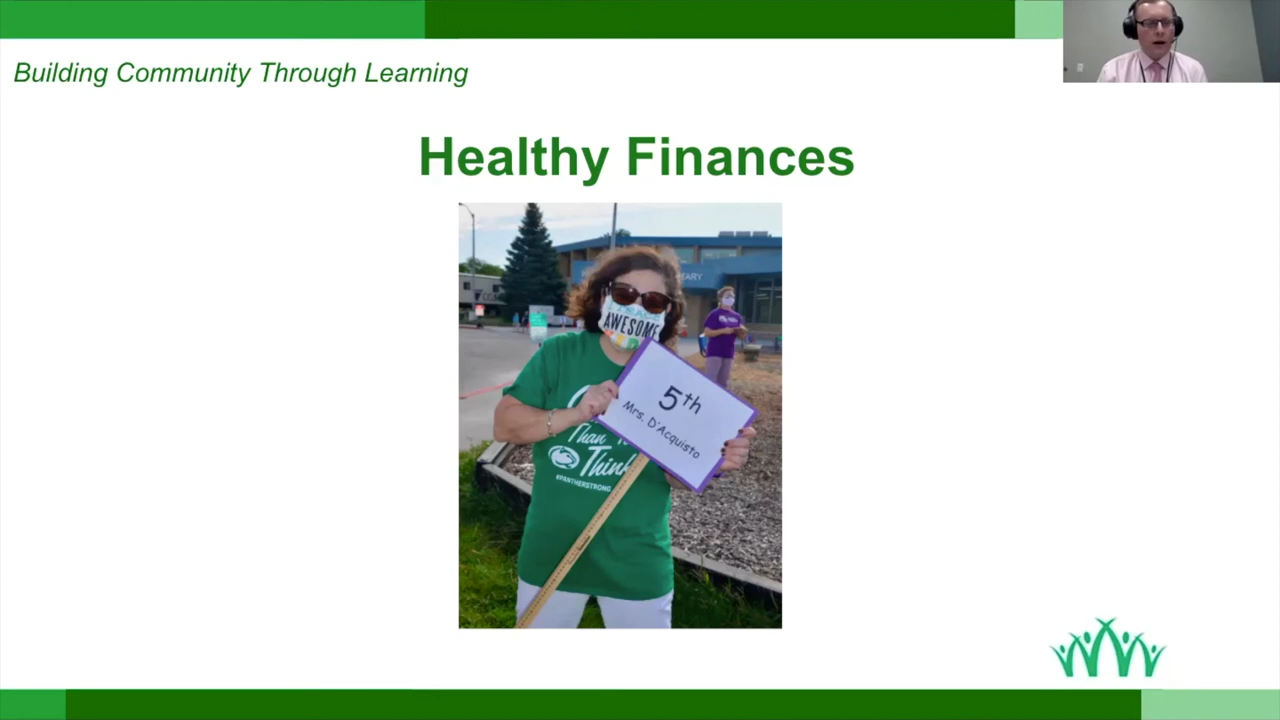 Building Community Through Learning
Healthy Finances
AWESOME
5th
Mrs. D'Acquisto
Than
Think
#PANTHERSTRONG